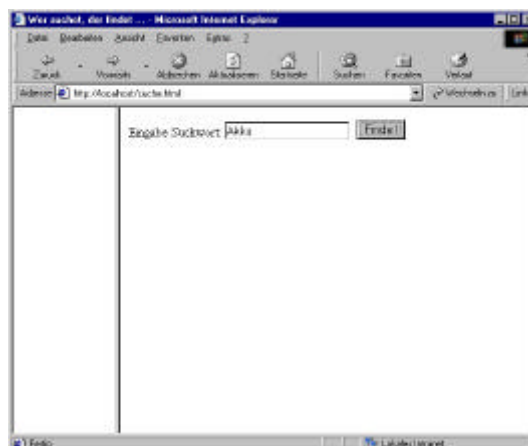 Wer suchet, der findet ... - Microsoft Internet Explorer
Datei Bearbeiten Ansicht Favoriten Extras ?
Zurück Vorwärts Abbrechen Aktualisieren Startseite Suchen Favoriten Verlauf
Adresse http://localhost/suche.html Wechseln zu Link
Eingabe Suchwort: Akku Finde!
Fertig Lokales Intranet